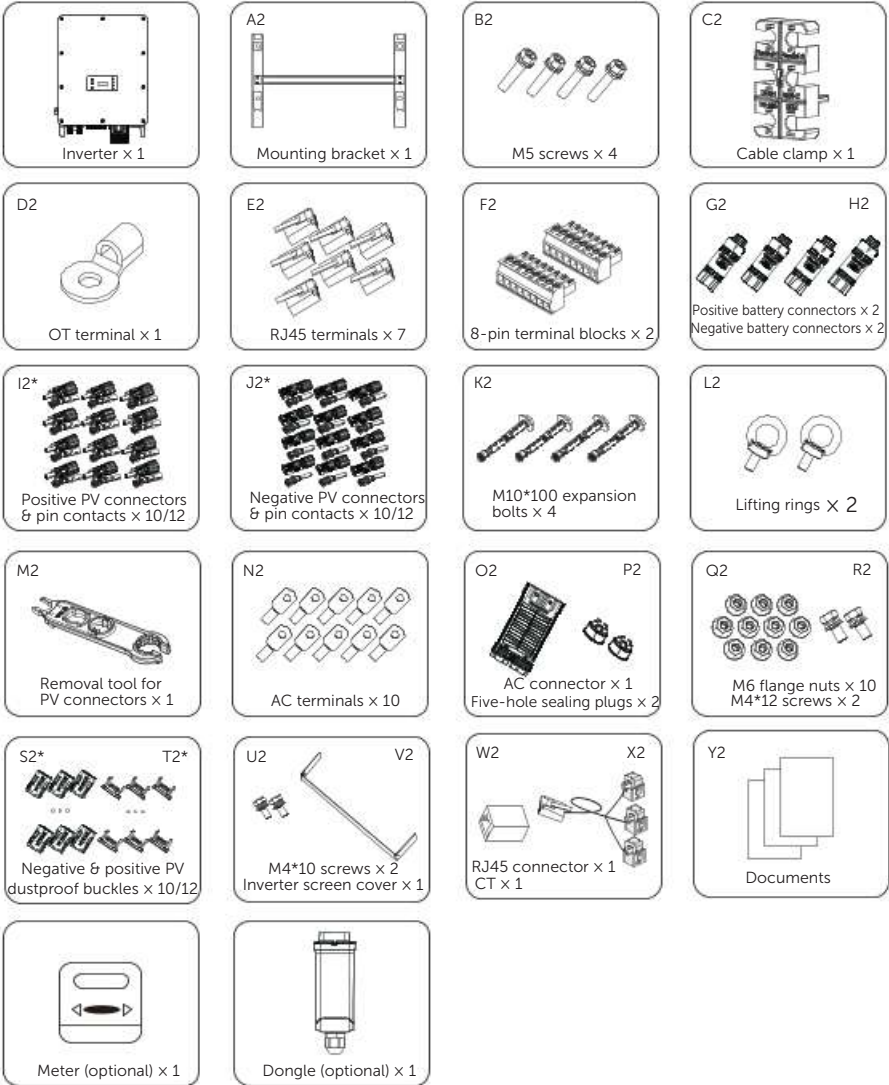 Inverter x 1
A2
Mounting bracket x 1
B2
M5 screws × 4
C2
Cable clamp × 1
D2
OT terminal × 1
E2
RJ45 terminals × 7
F2
8-pin terminal blocks × 2
G2 H2
Positive battery connectors × 2
Negative battery connectors × 2
I2*
Positive PV connectors
& pin contacts × 10/12
J2*
Negative PV connectors
& pin contacts × 10/12
K2
M10*100 expansion
bolts × 4
L2
Lifting rings × 2
M2
Removal tool for
PV connectors × 1
N2
AC terminals × 10
O2 P2
AC connector × 1
Five-hole sealing plugs × 2
Q2 R2
M6 flange nuts × 10
M4*12 screws × 2
S2* T2*
Negative & positive PV
dustproof buckles × 10/12
U2 V2
M4*10 screws × 2
Inverter screen cover × 1
W2 X2
RJ45 connector × 1
CT × 1
Y2
Documents
Meter (optional) × 1
Dongle (optional) × 1